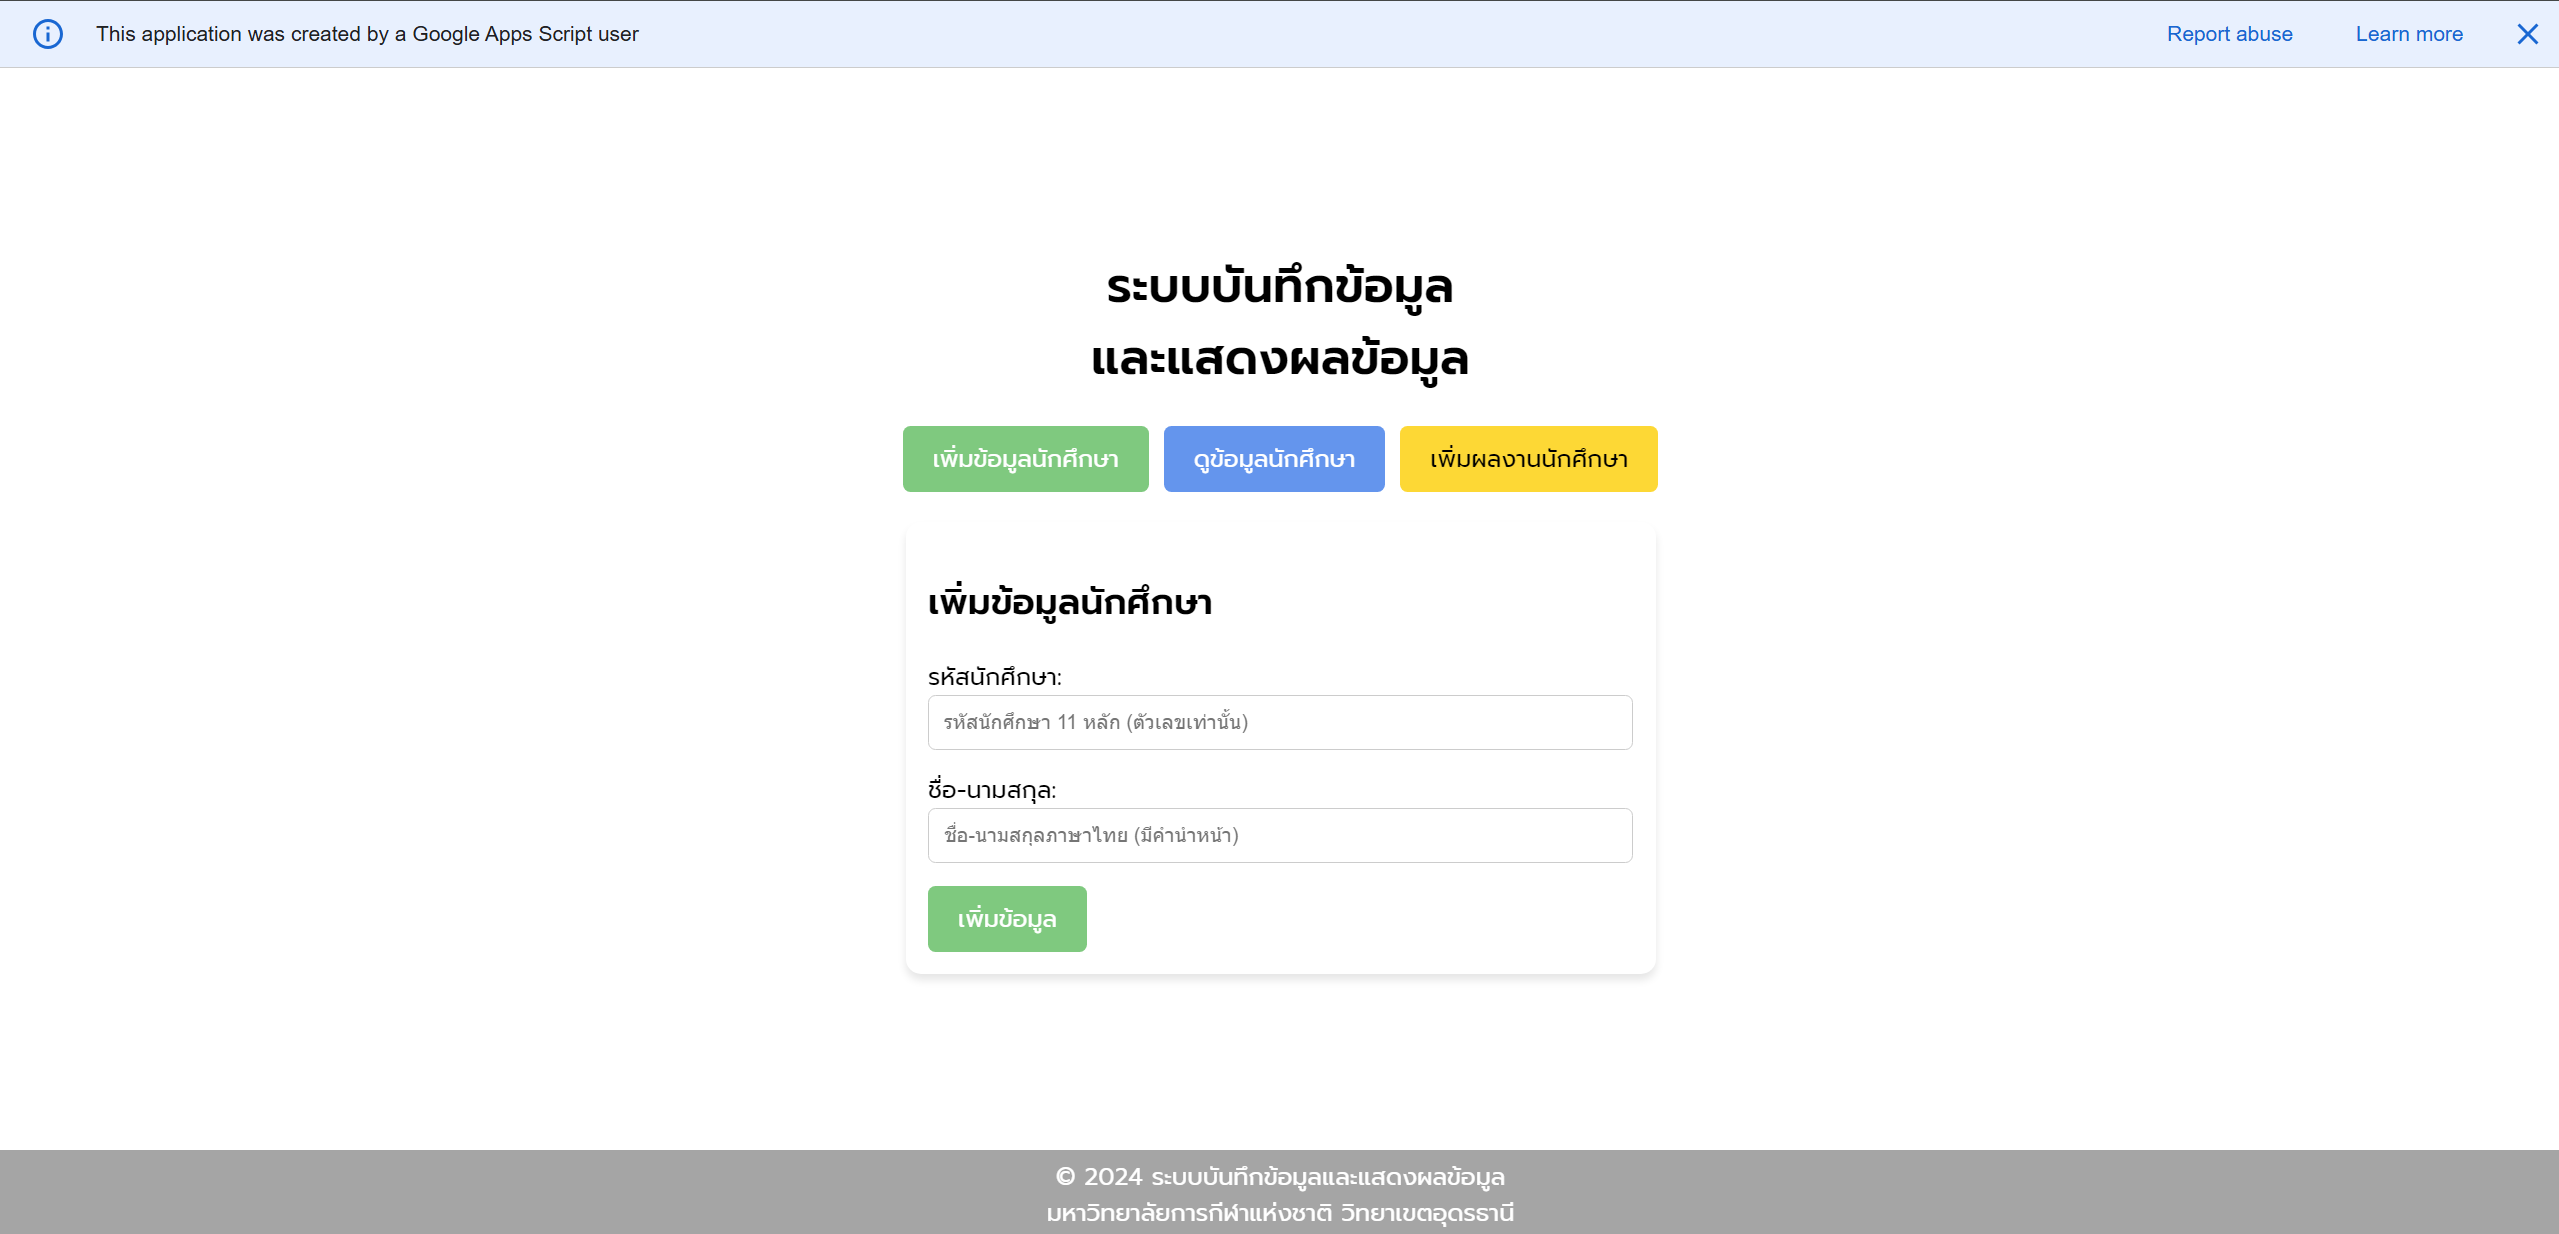 This application was created by a Google Apps Script user
Report abuse
Learn more
ระบบบันทึกข้อมูล
และแสดงผลข้อมูล
เพิ่มข้อมูลนักศึกษา
ดูข้อมูลนักศึกษา
เพิ่มผลงานนักศึกษา
เพิ่มข้อมูลนักศึกษา
รหัสนักศึกษา:
รหัสนักศึกษา 11 หลัก (ตัวเลขเท่านั้น)
ชื่อ-นามสกุล:
ชื่อ-นามสกุลภาษาไทย (มีคำนำหน้า)
เพิ่มข้อมูล
© 2024 ระบบบันทึกข้อมูลและแสดงผลข้อมูล
มหาวิทยาลัยการกีฬาแห่งชาติ วิทยาเขตอุดรธานี